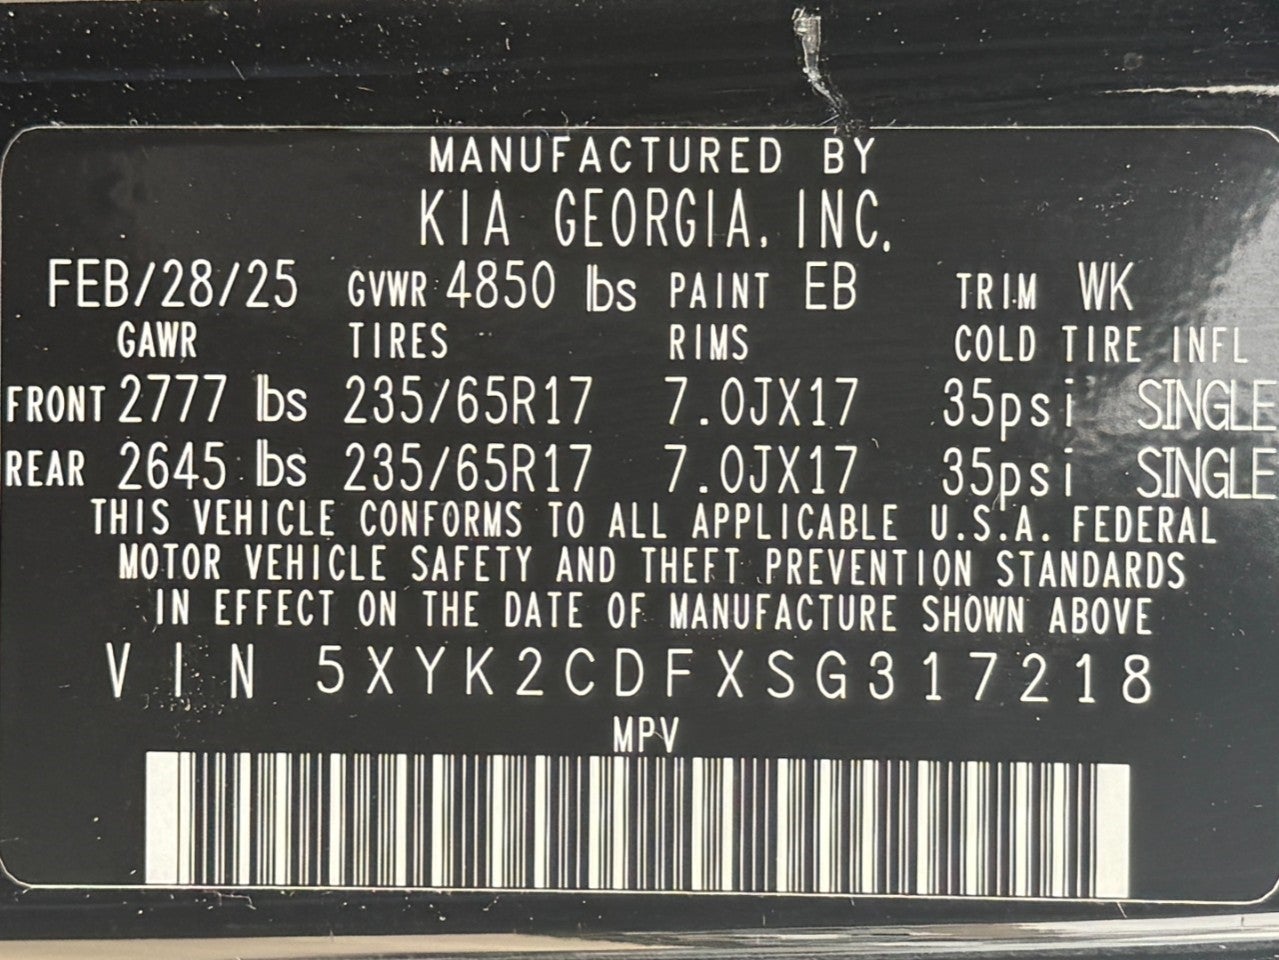 MANUFACTURED BY
KIA GEORGIA, INC.
FEB/28/25 GVWR 4850 lbs PAINT EB TRIM WK
GAWR TIRES RIMS COLD TIRE INFL
FRONT 2777 lbs 235/65R17 7.0JX17 35psi SINGLE
REAR 2645 lbs 235/65R17 7.0JX17 35psi SINGLE
THIS VEHICLE CONFORMS TO ALL APPLICABLE U.S.A. FEDERAL
MOTOR VEHICLE SAFETY AND THEFT PREVENTION STANDARDS
IN EFFECT ON THE DATE OF MANUFACTURE SHOWN ABOVE
VIN 5XYK2CDFXSG317218
MPV